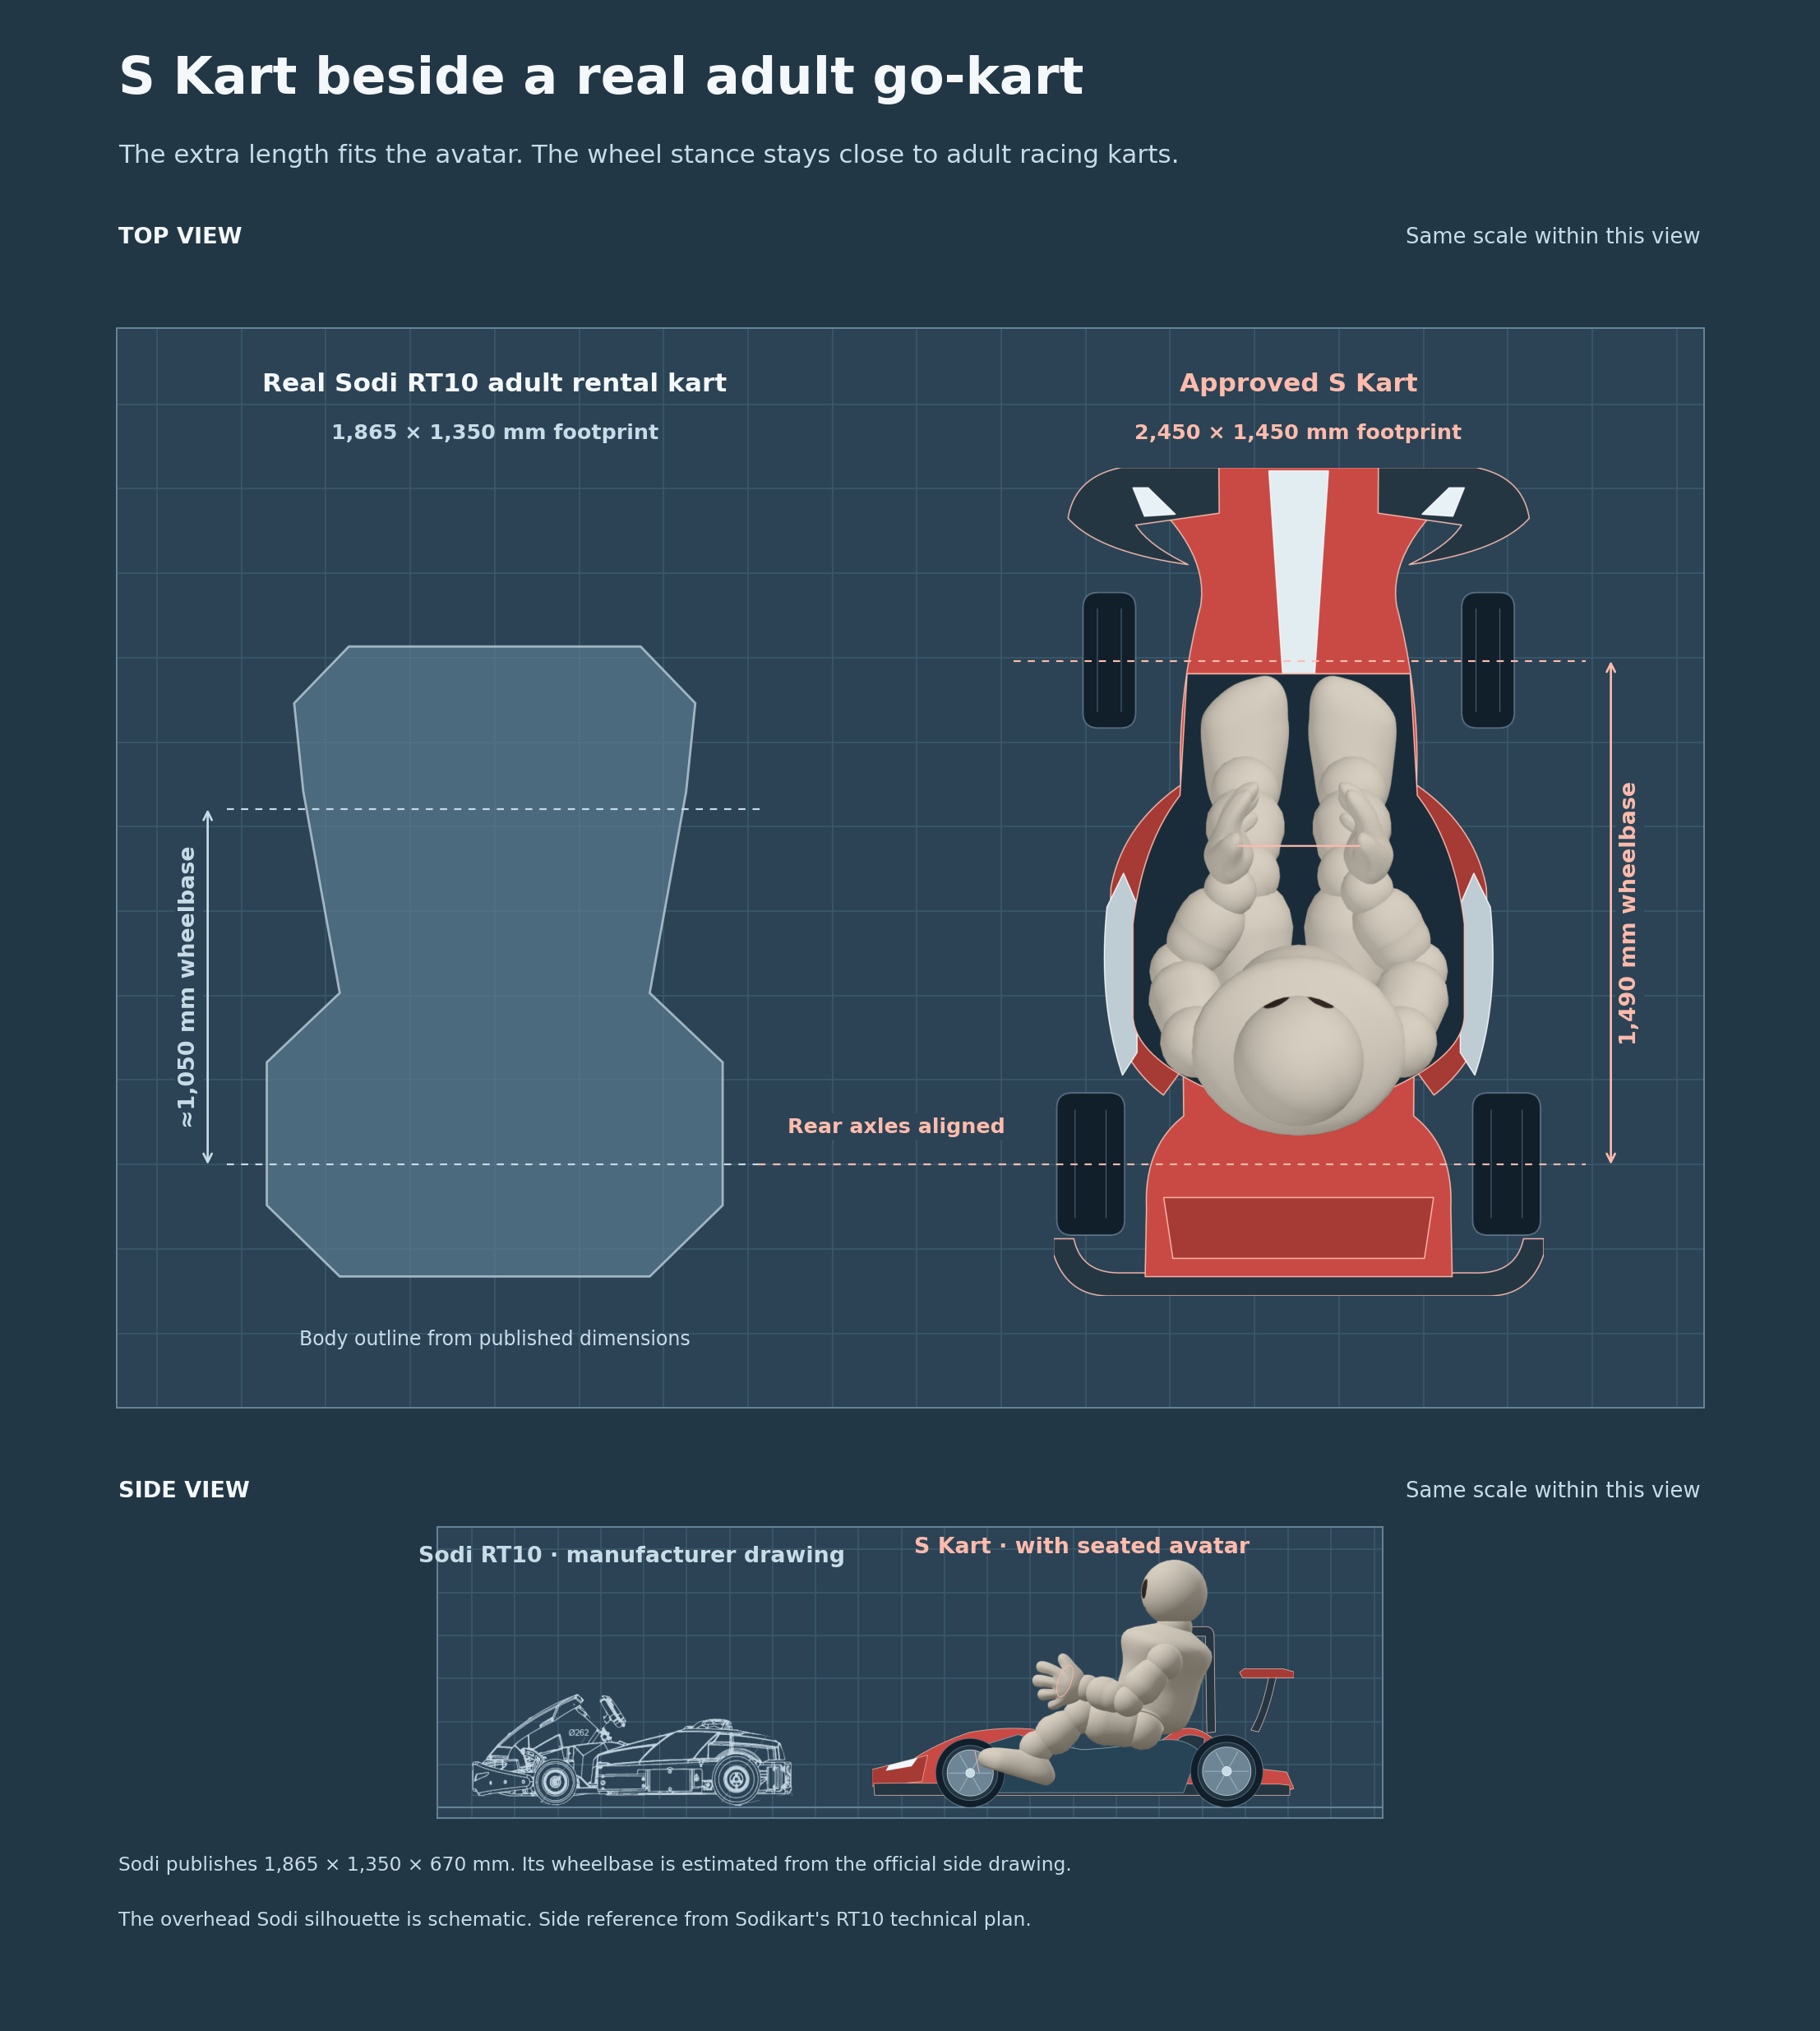 S Kart beside a real adult go-kart
The extra length fits the avatar. The wheel stance stays close to adult racing karts.
TOP VIEW
Same scale within this view
Real Sodi RT10 adult rental kart
1,865 × 1,350 mm footprint
Approved S Kart
2,450 × 1,450 mm footprint
≈1,050 mm wheelbase
1,490 mm wheelbase
Rear axles aligned
Body outline from published dimensions
SIDE VIEW
Same scale within this view
Sodi RT10 · manufacturer drawing
S Kart · with seated avatar
Ø262
Sodi publishes 1,865 × 1,350 × 670 mm. Its wheelbase is estimated from the official side drawing.
The overhead Sodi silhouette is schematic. Side reference from Sodikart's RT10 technical plan.